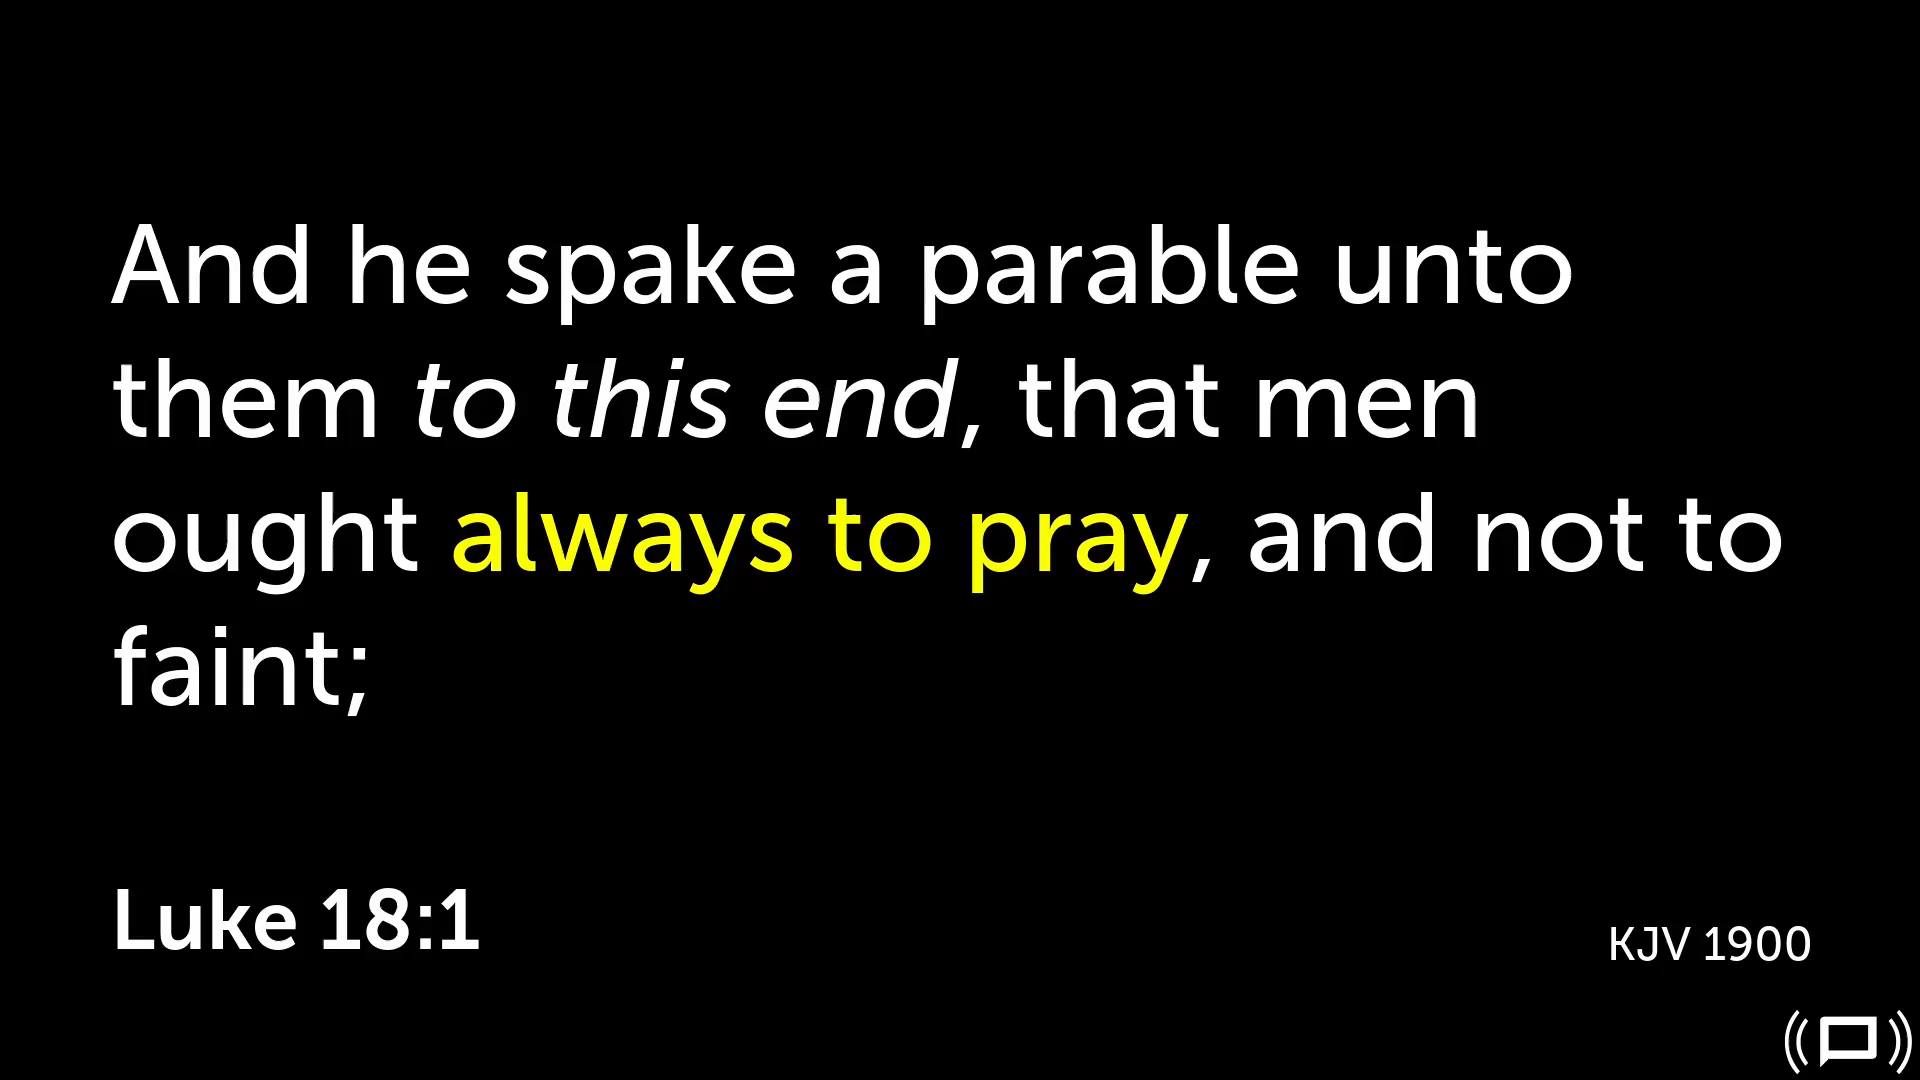 And he spake a parable unto
them to this end, that men
ought always to pray, and not to
faint;
Luke 18:1
KJV 1900